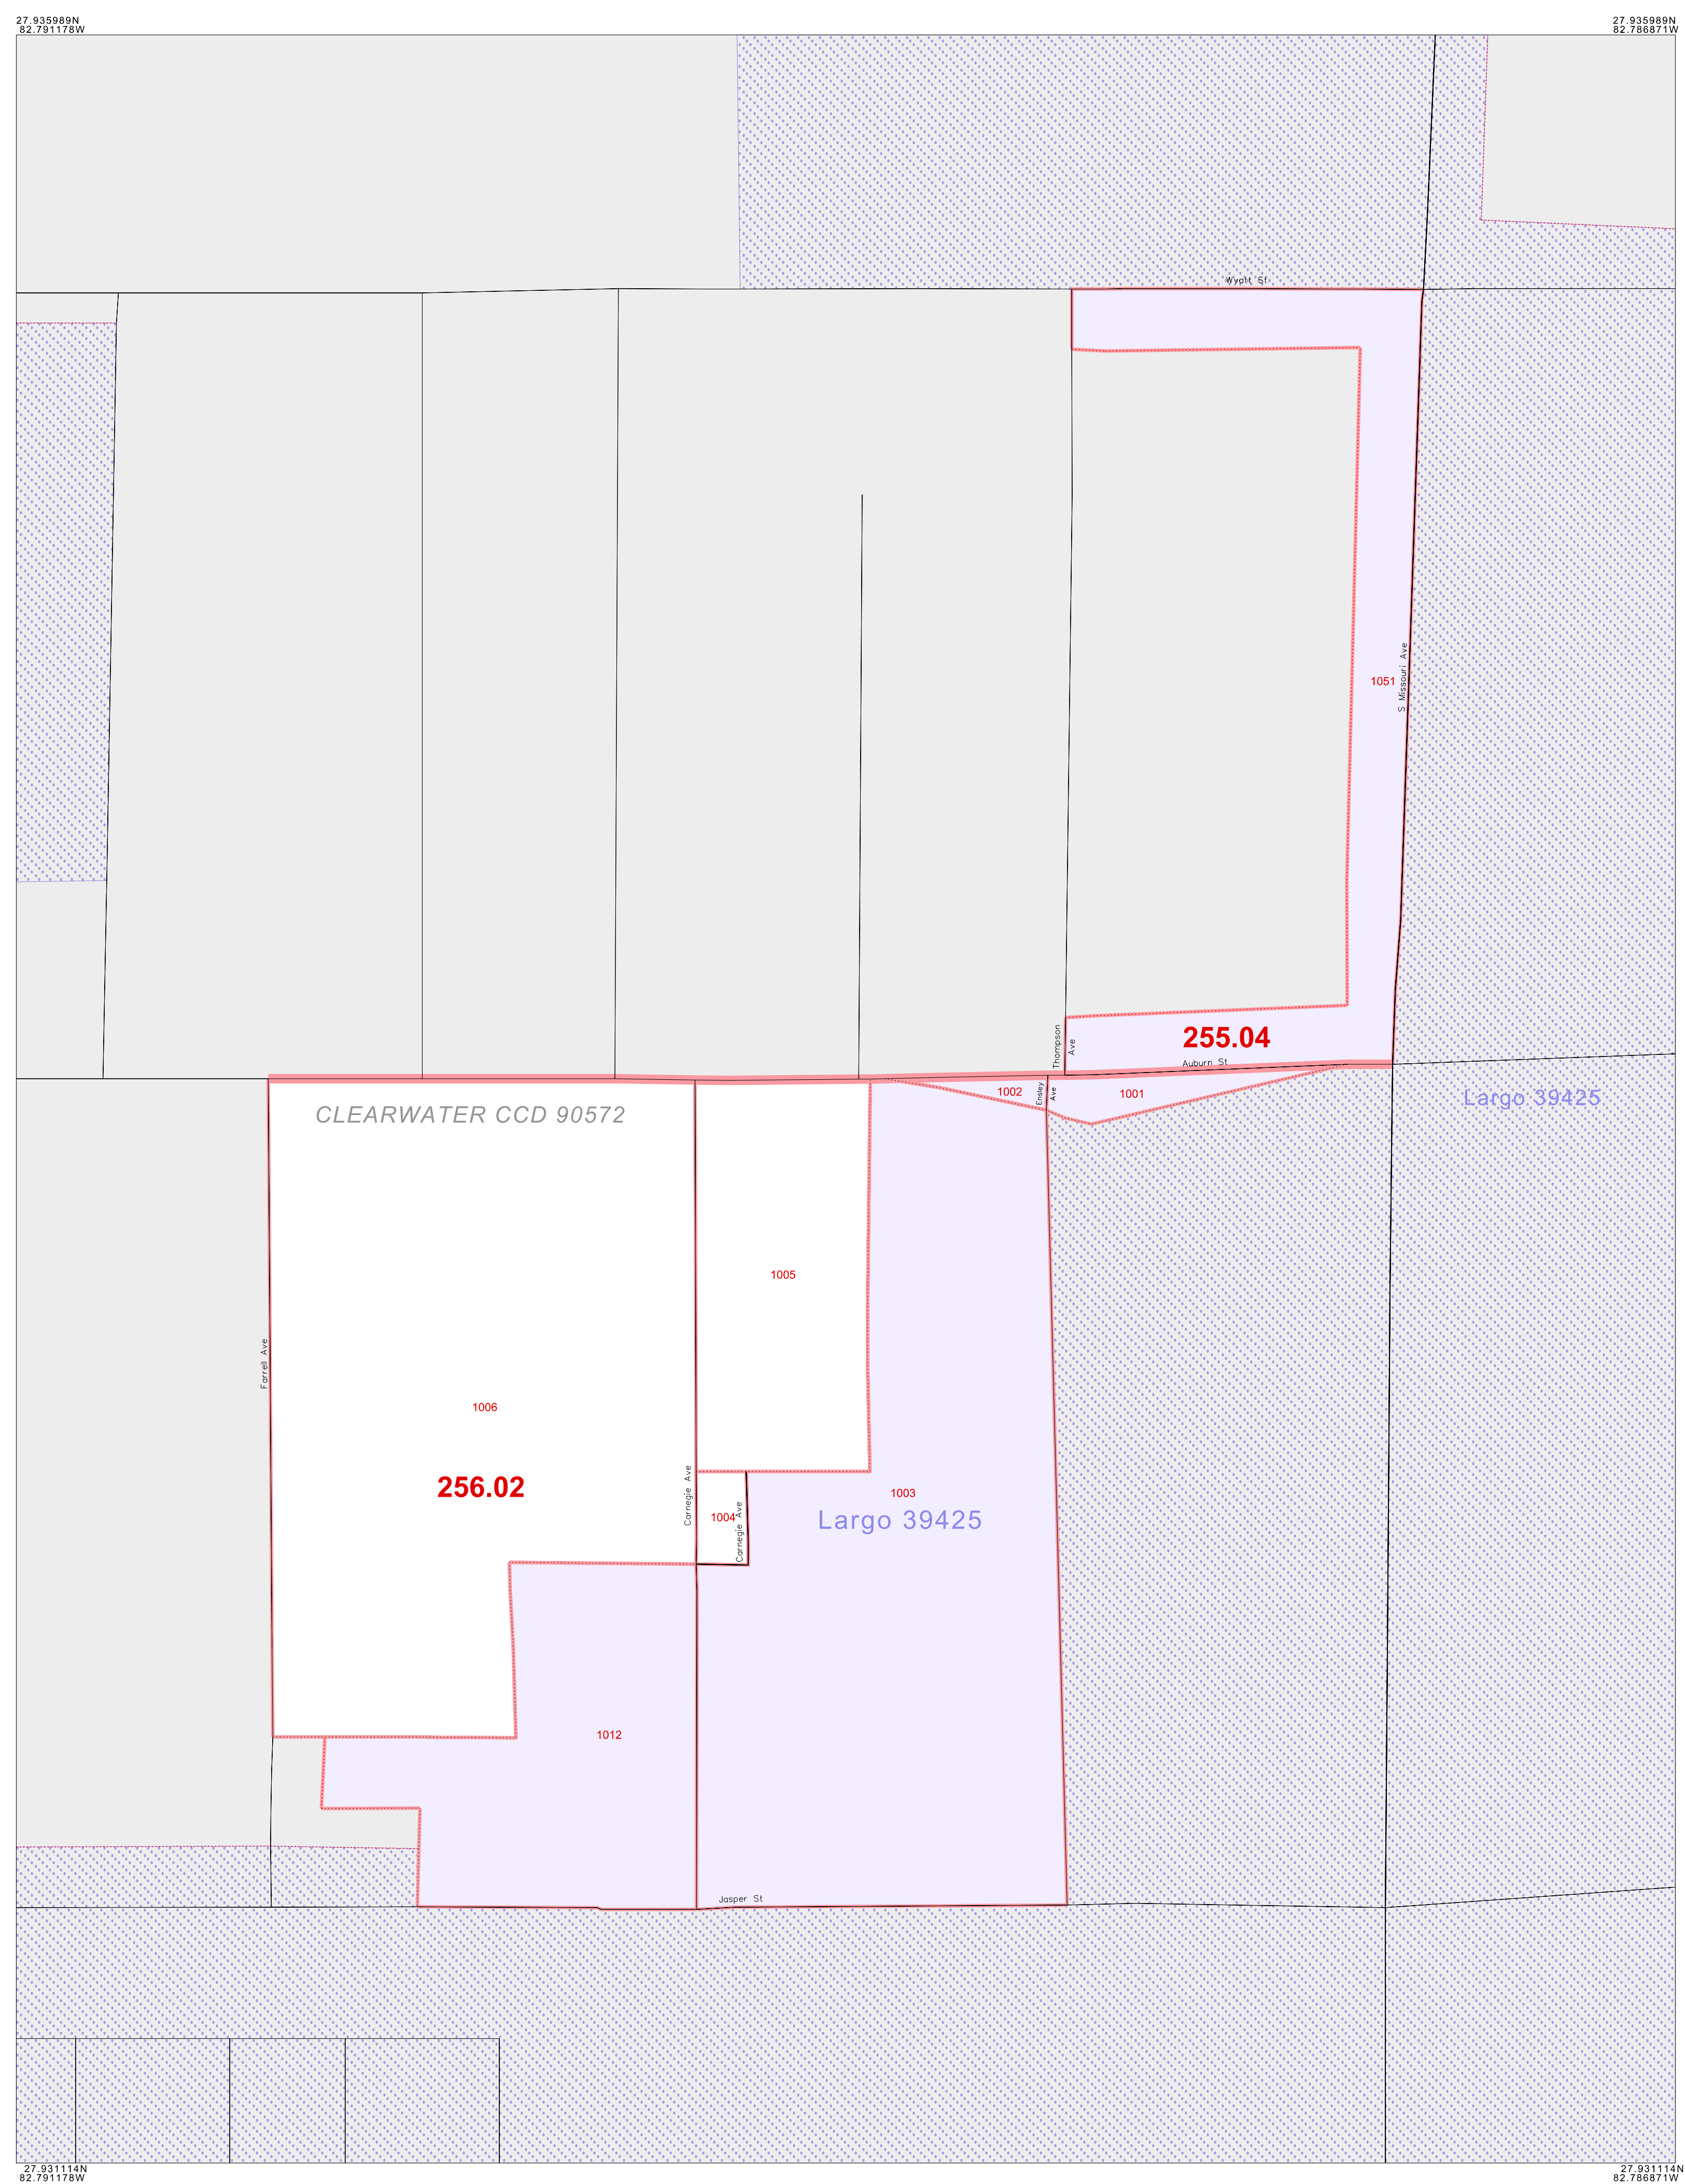 27.935989N
82.791178W
27.935989N
82.786871W
Wyatt St
1051
S Missouri Ave
255.04
Thompson
Ave
Auburn St
1002
Ensley
Ave
1001
Largo 39425
CLEARWATER CCD 90572
1005
Farrell Ave
1006
256.02
Carnegie Ave
1004
Carnegie Ave
1003
Largo 39425
1012
Jasper St
27.931114N
82.791178W
27.931114N
82.786871W